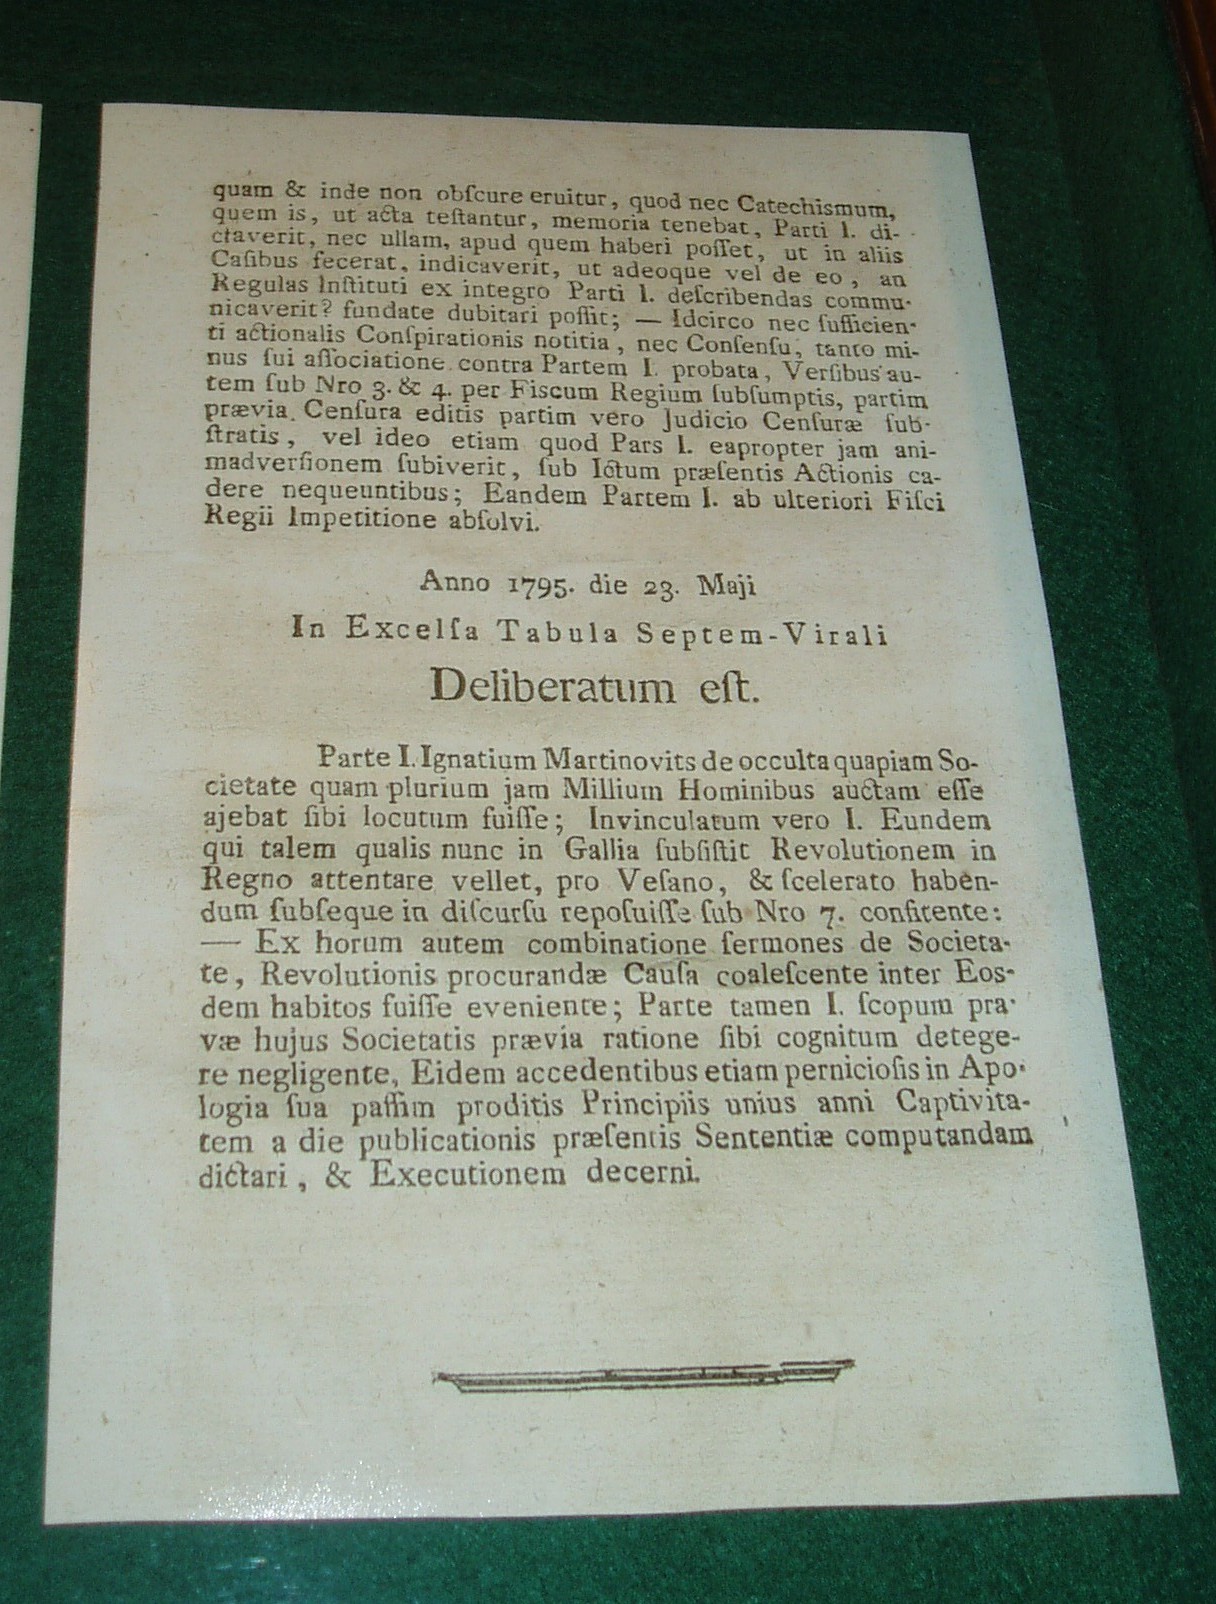 quam & inde non obſcure eruitur, quod nec Catechismum,
quem is, ut acta teſtantur, memoria tenebat, Parti I. di-
ctaverit, nec ullam, apud quem haberi poſſet, ut in aliis
Caſibus fecerat, indicaverit, ut adeoque vel de eo, an
Regulas Inſtituti ex integro Parti I. deſcribendas commu-
nicaverit? fundate dubitari poſſit; — Idcirco nec ſufficien-
ti actionalis Conſpirationis notitia, nec Conſenſu, tanto mi-
nus ſui aſſociatione contra Partem I. probata, Verſibus au-
tem ſub Nro 3. & 4. per Fiscum Regium ſubſumptis, partim
prævia Cenſura editis partim vero Judicio Cenſuræ ſub-
ſtratis, vel ideo etiam quod Pars I. eapropter jam ani-
madverſionem ſubiverit, ſub Ictum præſentis Actionis ca-
dere nequeuntibus; Eandem Partem I. ab ulteriori Fiſci
Regii Impetitione abſolvi.
Anno 1795. die 23. Maji
In Excelſa Tabula Septem-Virali
Deliberatum eſt.
Parte I. Ignatium Martinovits de occulta quapiam So-
cietate quam plurium jam Millium Hominibus auctam eſſe
ajebat ſibi locutum fuiſſe; Invinculatum vero I. Eundem
qui talem qualis nunc in Gallia ſubſiſtit Revolutionem in
Regno attentare vellet, pro Veſano, & ſcelerato haben-
dum ſubſeque in diſcurſu repoſuiſſe ſub Nro 7. confitente:
— Ex horum autem combinatione ſermones de Societa-
te, Revolutionis procurandæ Cauſa coaleſcente inter Eos-
dem habitos fuiſſe eveniente; Parte tamen I. ſcopum pra-
væ hujus Societatis prævia ratione ſibi cognitum detege-
re negligente, Eidem accedentibus etiam pernicioſis in Apo-
logia ſua paſſim proditis Principiis unius anni Captivita-
tem a die publicationis præſentis Sententiæ computandam
dictari, & Executionem decerni.